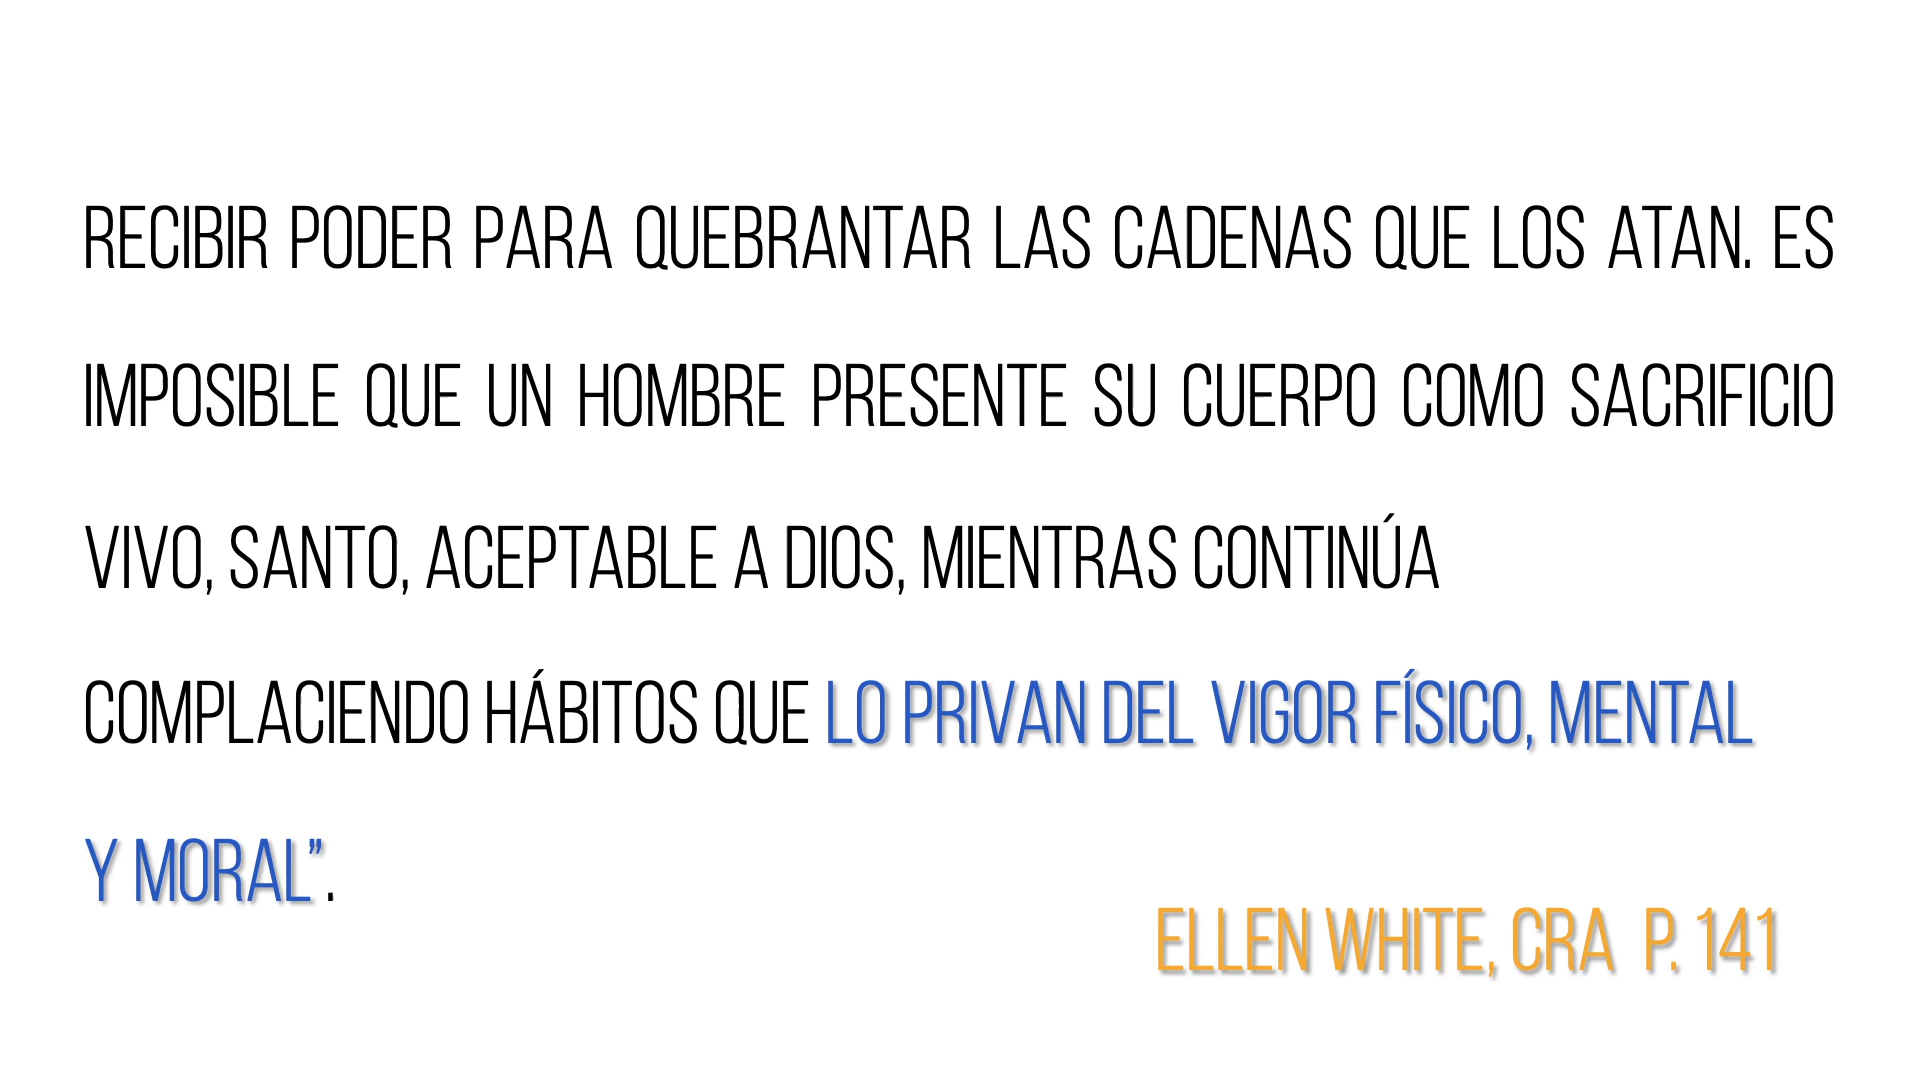 RECIBIR PODER PARA QUEBRANTAR LAS CADENAS QUE LOS ATAN. ES
IMPOSIBLE QUE UN HOMBRE PRESENTE SU CUERPO COMO SACRIFICIO
VIVO, SANTO, ACEPTABLE A DIOS, MIENTRAS CONTINÚA
COMPLACIENDO HÁBITOS QUE LO PRIVAN DEL VIGOR FÍSICO, MENTAL
Y MORAL”.
ELLEN WHITE, CRA P. 141